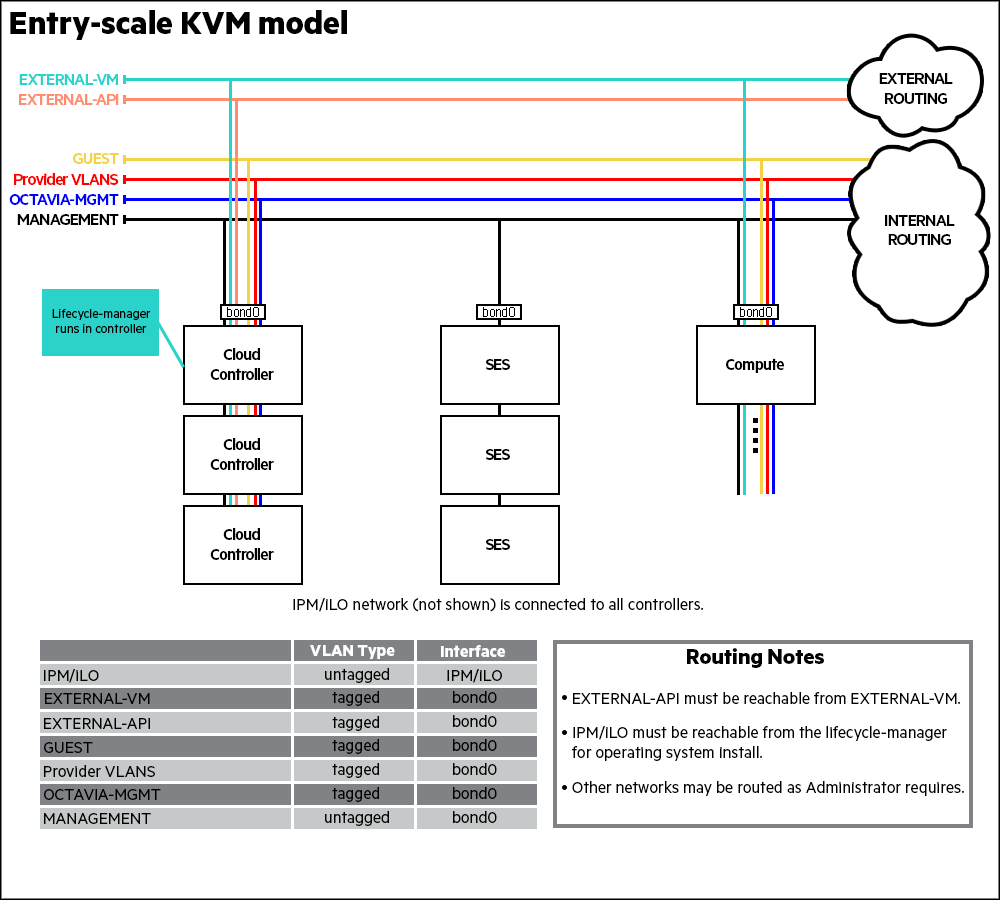 Entry-scale KVM model
EXTERNAL-VM
EXTERNAL-API
EXTERNAL
ROUTING
GUEST
Provider VLANS
OCTAVIA-MGMT
MANAGEMENT
INTERNAL
ROUTING
Lifecycle-manager
runs in controller
bond0
bond0
bond0
Cloud
Controller
SES
Compute
Cloud
Controller
SES
Cloud
Controller
SES
IPM/ILO network (not shown) is connected to all controllers.
VLAN Type Interface
IPM/ILO untagged IPM/ILO
EXTERNAL-VM tagged bond0
EXTERNAL-API tagged bond0
GUEST tagged bond0
Provider VLANS tagged bond0
OCTAVIA-MGMT tagged bond0
MANAGEMENT untagged bond0
Routing Notes
• EXTERNAL-API must be reachable from EXTERNAL-VM.
• IPM/ILO must be reachable from the lifecycle-manager
for operating system install.
• Other networks may be routed as Administrator requires.